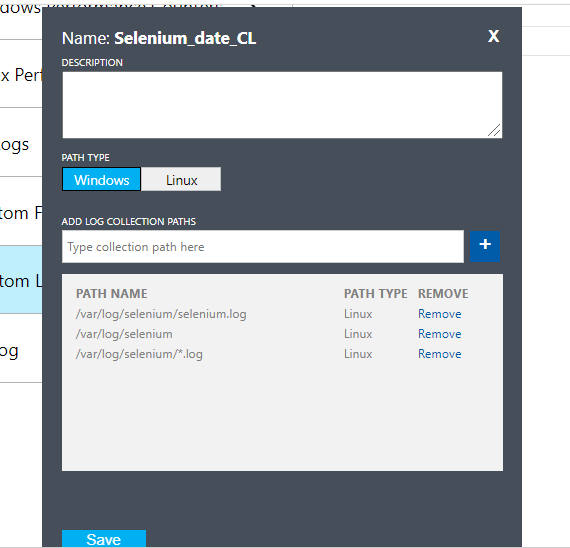 dows Performance Counters
Name: Selenium_date_CL
X
DESCRIPTION
x Perf
ogs
PATH TYPE
Windows
Linux
tom F
ADD LOG COLLECTION PATHS
Type collection path here
+
tom L
PATH NAME PATH TYPE REMOVE
/var/log/selenium/selenium.log Linux Remove
/var/log/selenium Linux Remove
/var/log/selenium/*.log Linux Remove
og
Save